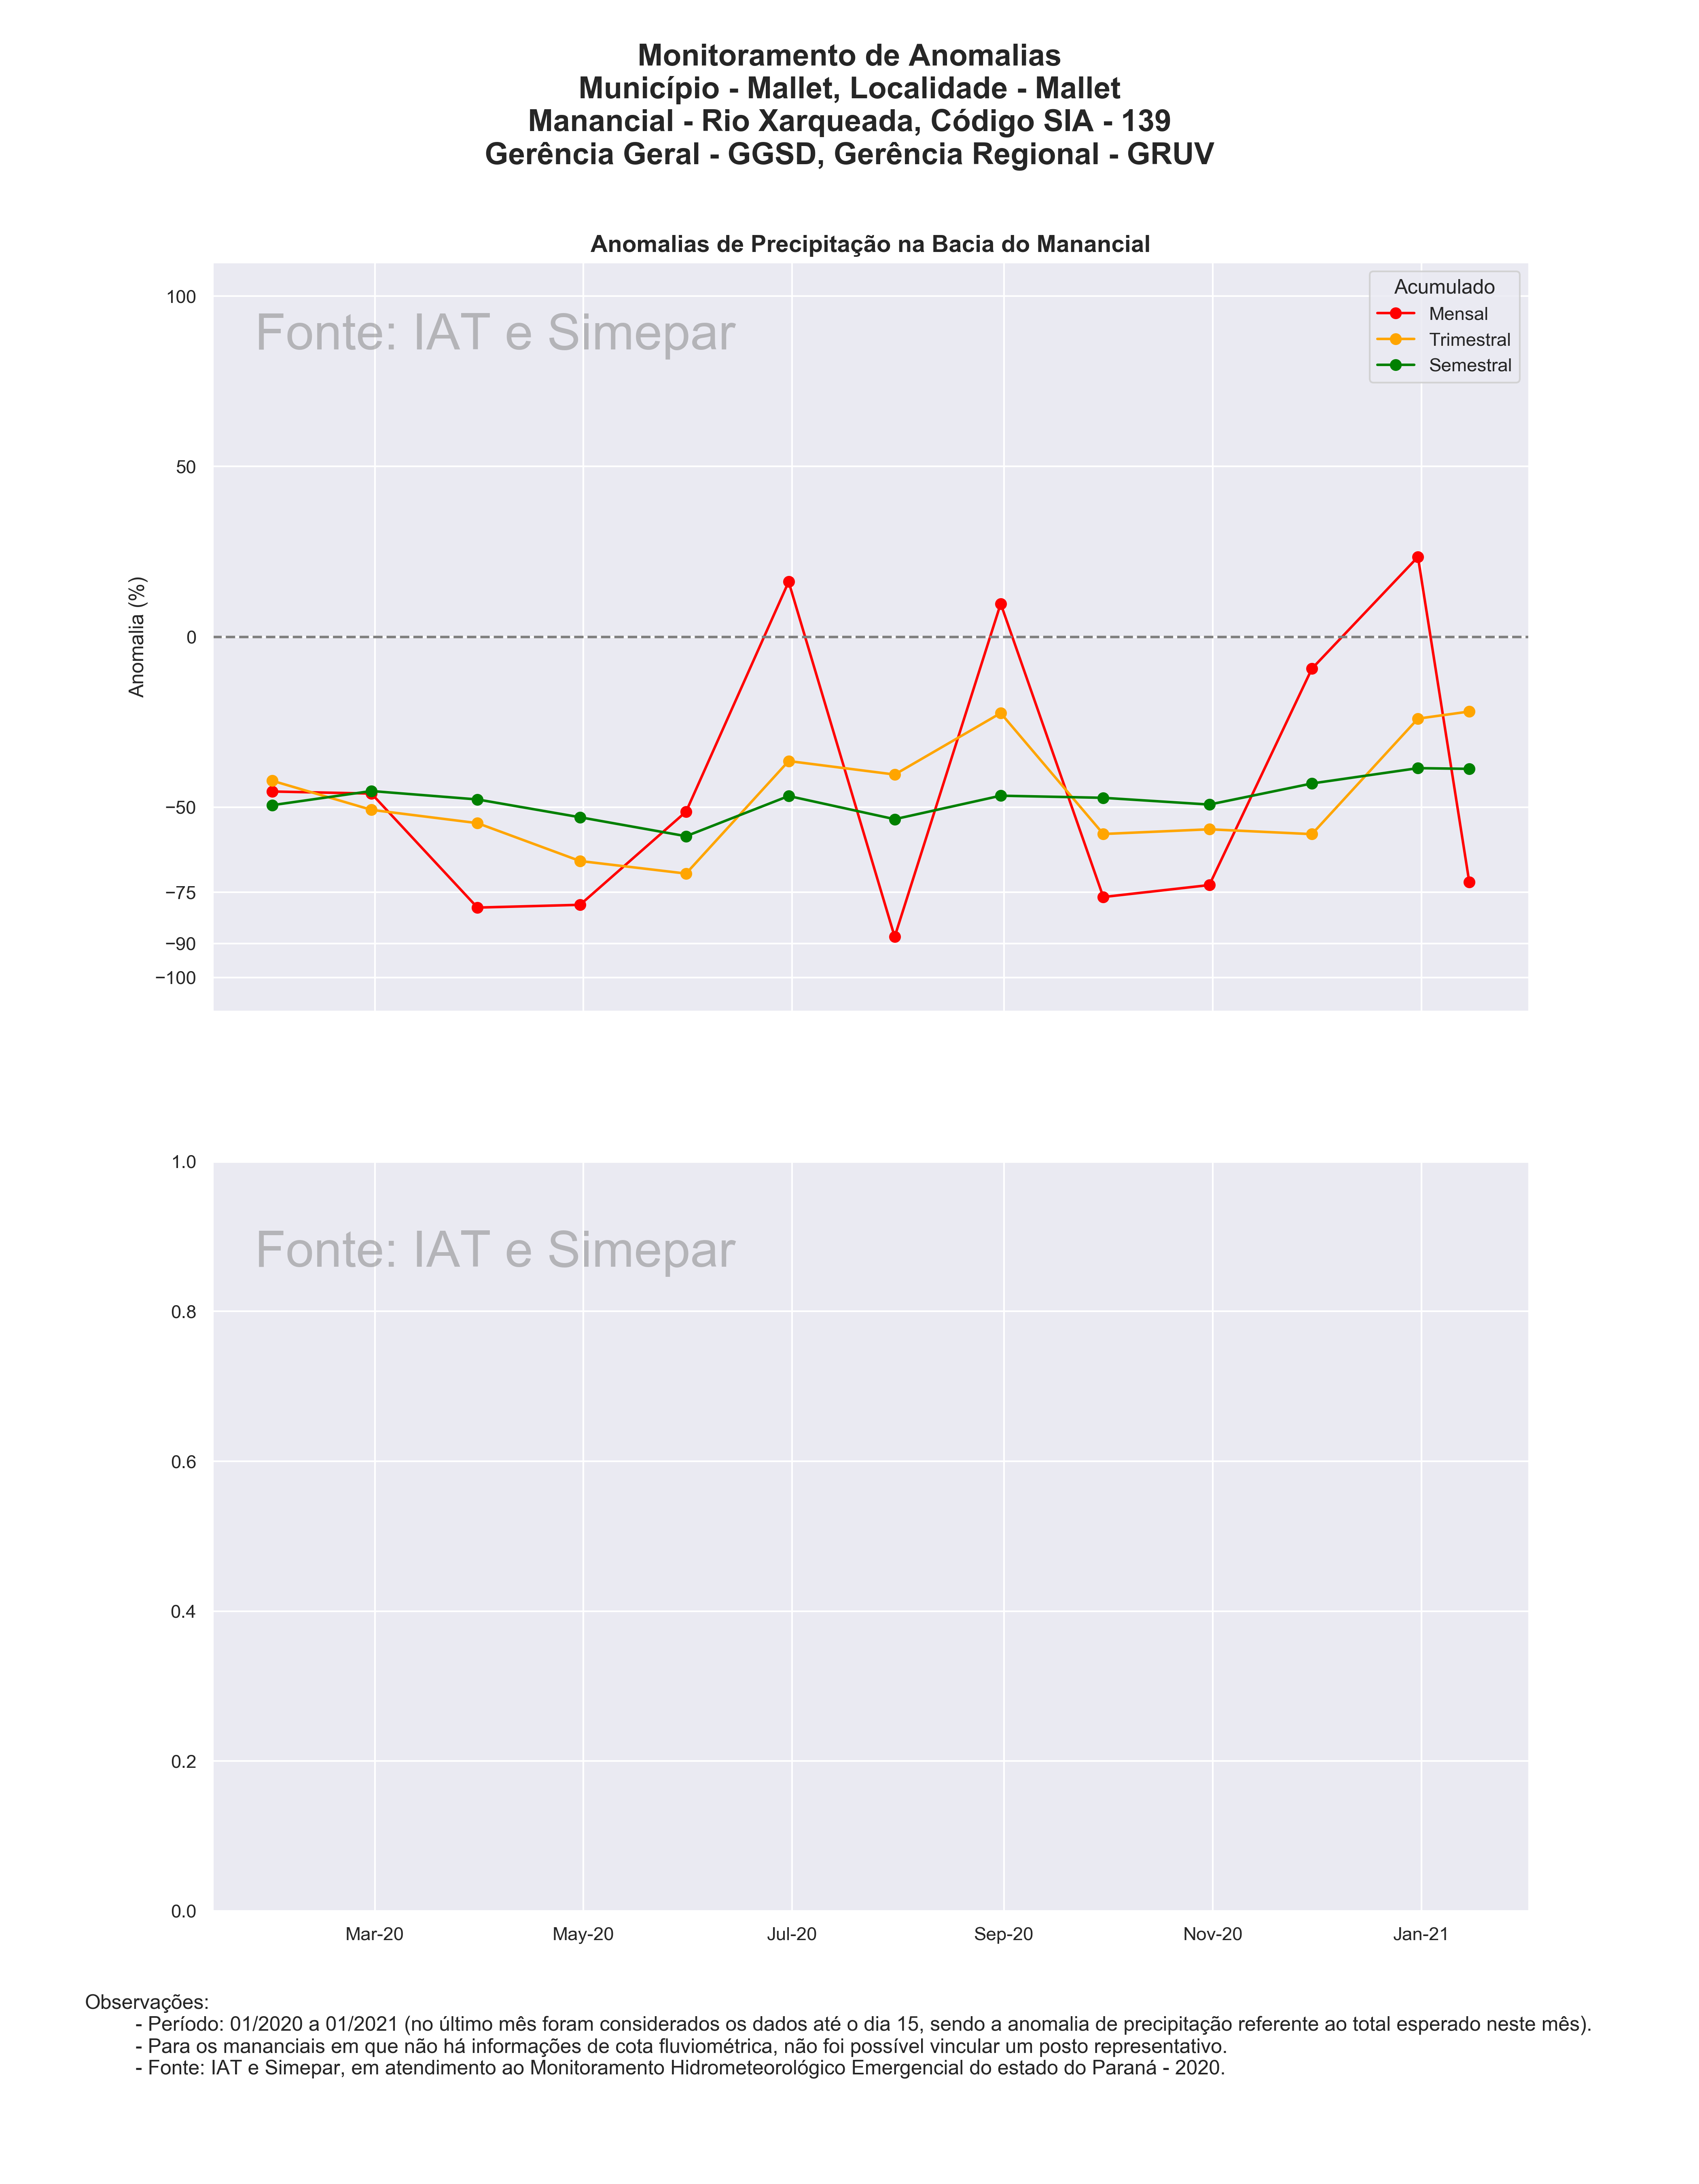 Monitoramento de Anomalias
Município - Mallet, Localidade - Mallet
Manancial - Rio Xarqueada, Código SIA - 139
Gerência Geral - GGSD, Gerência Regional - GRUV
Anomalias de Precipitação na Bacia do Manancial
Fonte: IAT e Simepar
Acumulado
Mensal
Trimestral
Semestral
Anomalia (%)
100
50
0
−50
−75
−90
−100
Fonte: IAT e Simepar
1.0
0.8
0.6
0.4
0.2
0.0
Mar-20 May-20 Jul-20 Sep-20 Nov-20 Jan-21
Observações:
- Período: 01/2020 a 01/2021 (no último mês foram considerados os dados até o dia 15, sendo a anomalia de precipitação referente ao total esperado neste mês).
- Para os mananciais em que não há informações de cota fluviométrica, não foi possível vincular um posto representativo.
- Fonte: IAT e Simepar, em atendimento ao Monitoramento Hidrometeorológico Emergencial do estado do Paraná - 2020.